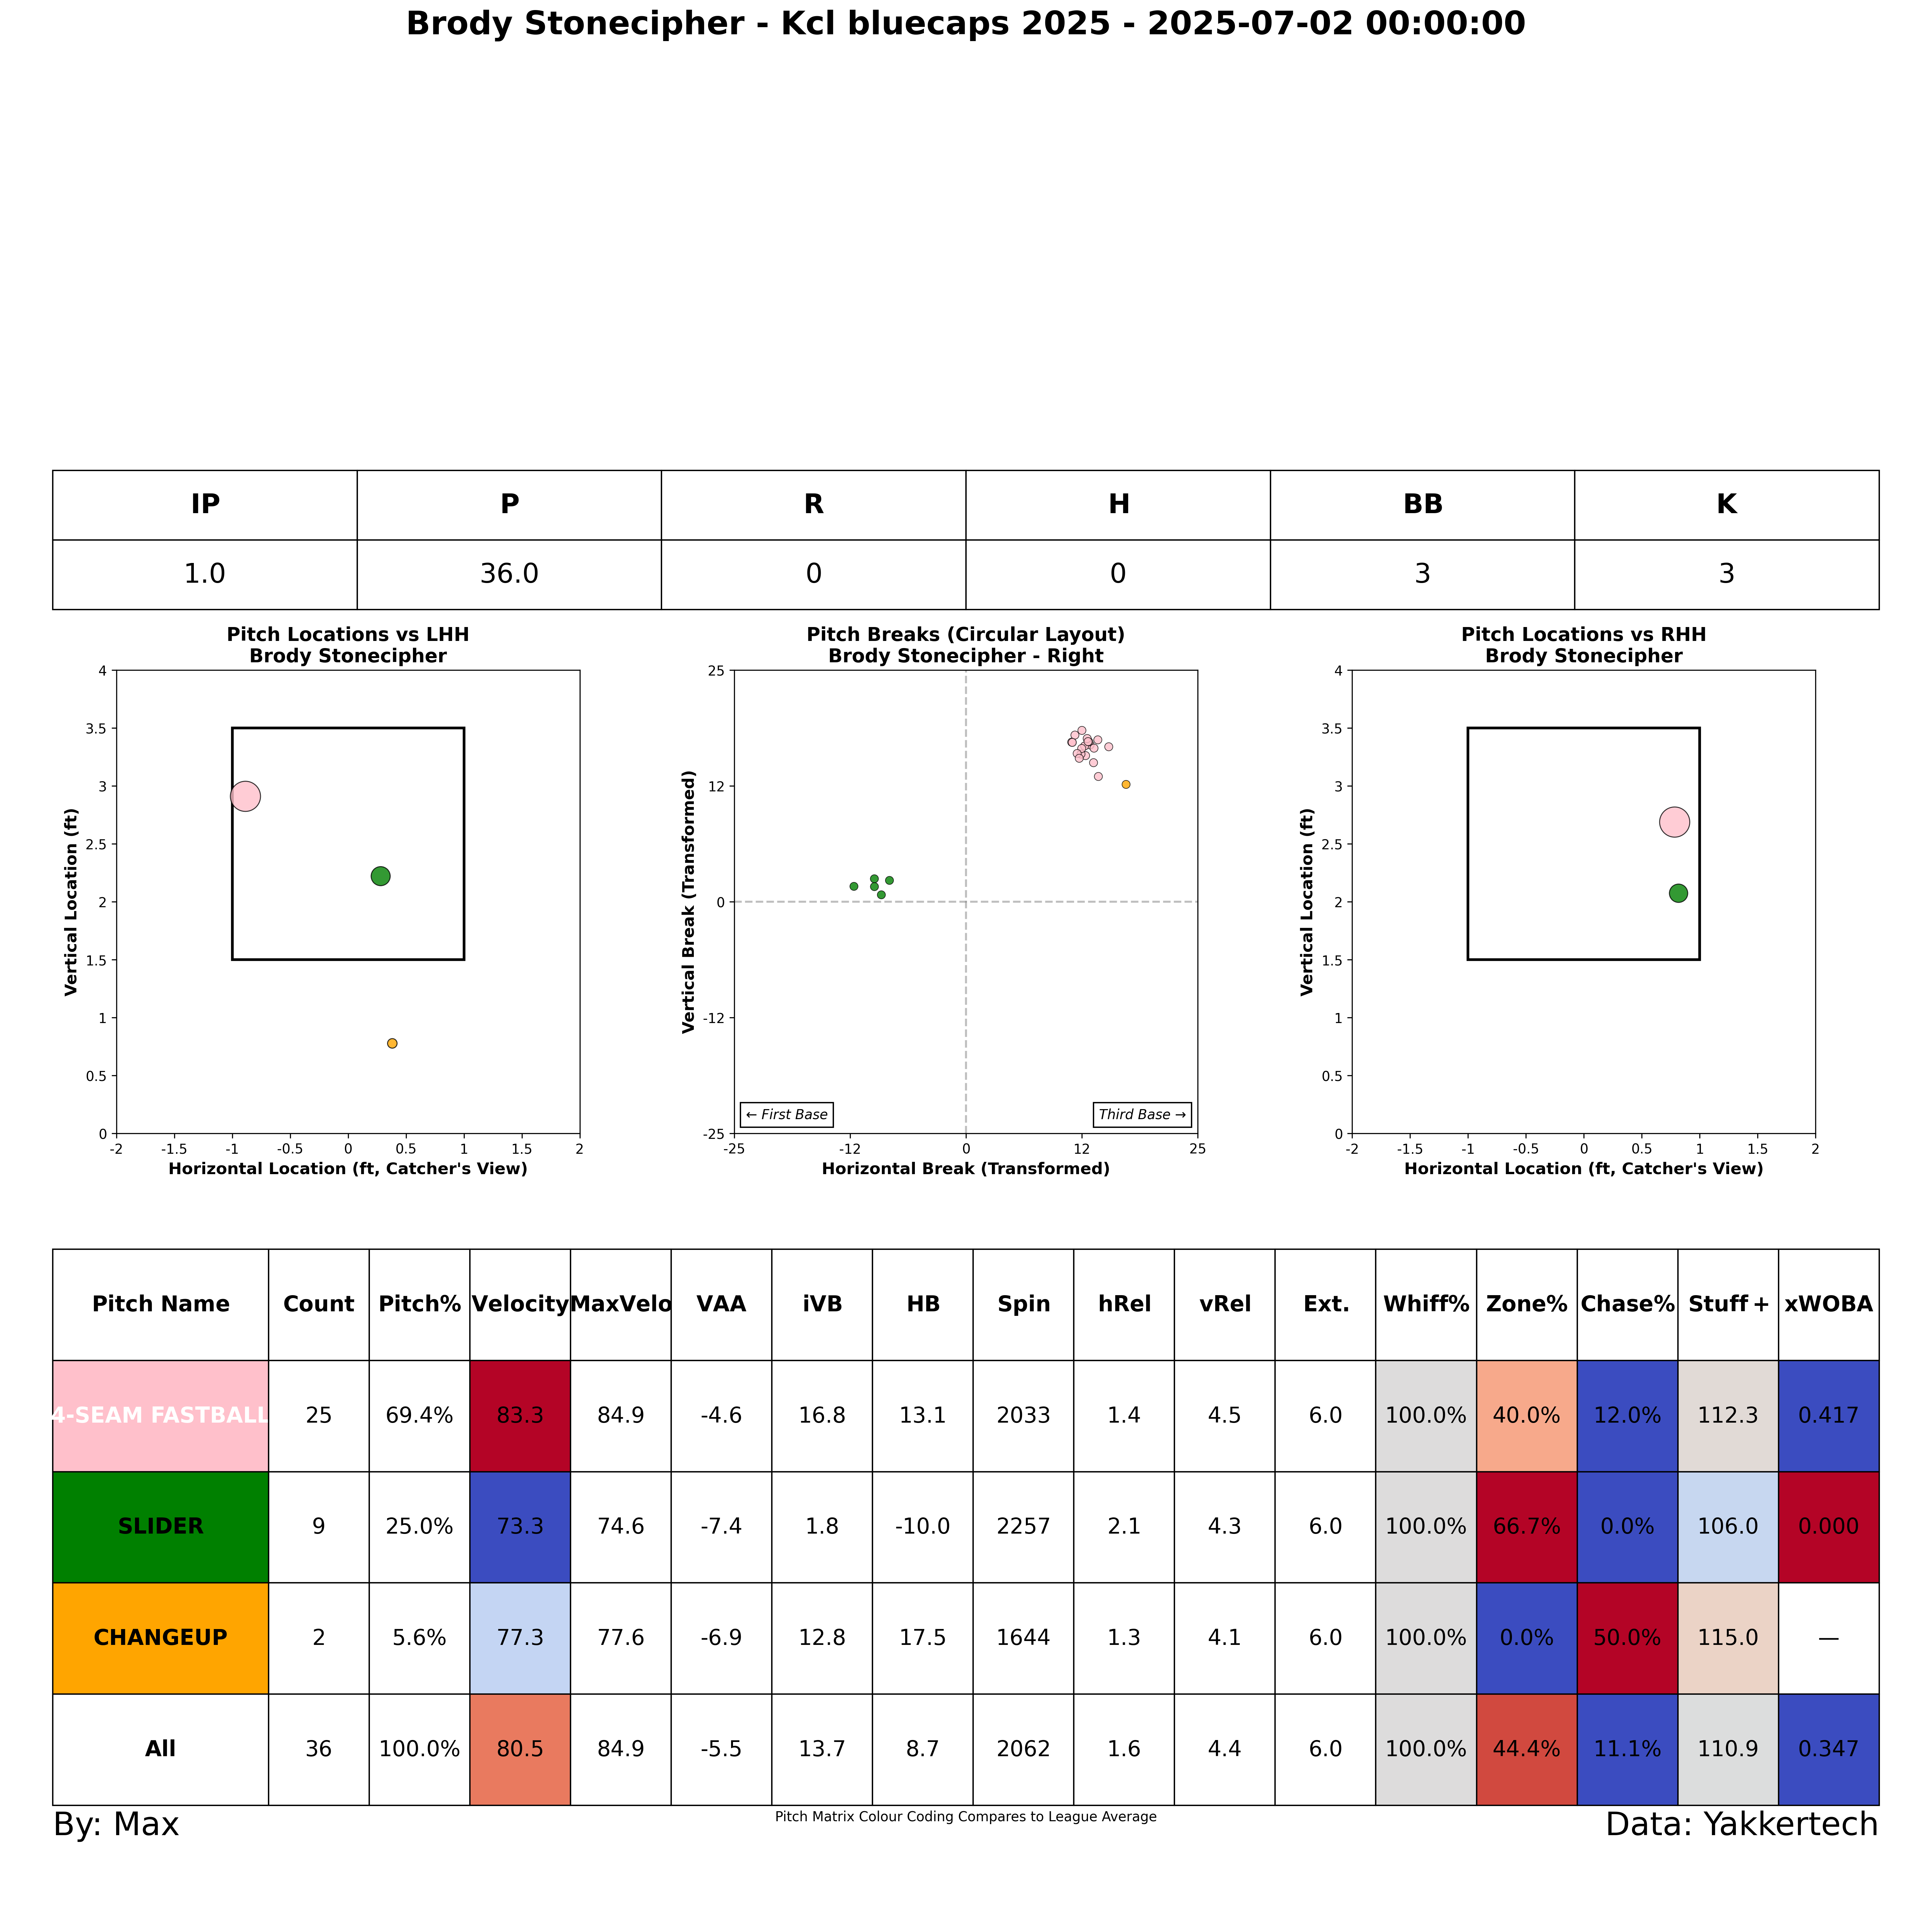 Brody Stonecipher - Kcl bluecaps 2025 - 2025-07-02 00:00:00
IP P R H BB K
1.0 36.0 0 0 3 3
Pitch Locations vs LHH
Brody Stonecipher
4
3.5
3
2.5
2
1.5
1
0.5
0
-2 -1.5 -1 -0.5 0 0.5 1 1.5 2
Vertical Location (ft)
Horizontal Location (ft, Catcher's View)
Pitch Breaks (Circular Layout)
Brody Stonecipher - Right
25
12
0
-12
-25
-25 -12 0 12 25
Vertical Break (Transformed)
← First Base
Third Base →
Horizontal Break (Transformed)
Pitch Locations vs RHH
Brody Stonecipher
4
3.5
3
2.5
2
1.5
1
0.5
0
-2 -1.5 -1 -0.5 0 0.5 1 1.5 2
Vertical Location (ft)
Horizontal Location (ft, Catcher's View)
Pitch Name Count Pitch% Velocity MaxVelo VAA iVB HB Spin hRel vRel Ext. Whiff% Zone% Chase% Stuff+ xWOBA
4-SEAM FASTBALL 25 69.4% 83.3 84.9 -4.6 16.8 13.1 2033 1.4 4.5 6.0 100.0% 40.0% 12.0% 112.3 0.417
SLIDER 9 25.0% 73.3 74.6 -7.4 1.8 -10.0 2257 2.1 4.3 6.0 100.0% 66.7% 0.0% 106.0 0.000
CHANGEUP 2 5.6% 77.3 77.6 -6.9 12.8 17.5 1644 1.3 4.1 6.0 100.0% 0.0% 50.0% 115.0 —
All 36 100.0% 80.5 84.9 -5.5 13.7 8.7 2062 1.6 4.4 6.0 100.0% 44.4% 11.1% 110.9 0.347
By: Max
Pitch Matrix Colour Coding Compares to League Average
Data: Yakkertech